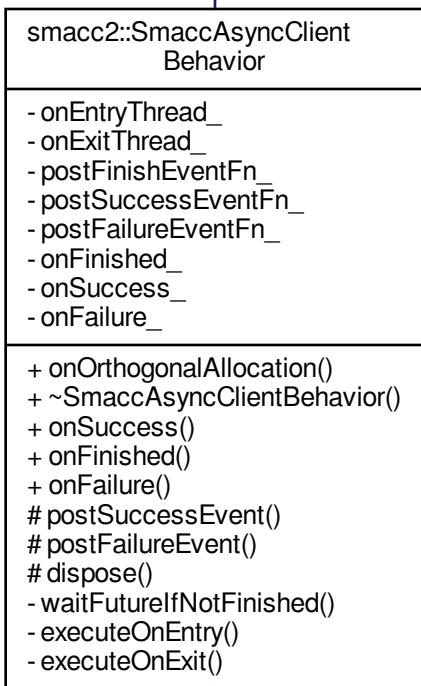 smacc2::SmaccAsyncClient
Behavior
- onEntryThread_
- onExitThread_
- postFinishEventFn_
- postSuccessEventFn_
- postFailureEventFn_
- onFinished_
- onSuccess_
- onFailure_
+ onOrthogonalAllocation()
+ ~SmaccAsyncClientBehavior()
+ onSuccess()
+ onFinished()
+ onFailure()
# postSuccessEvent()
# postFailureEvent()
# dispose()
- waitFutureIfNotFinished()
- executeOnEntry()
- executeOnExit()